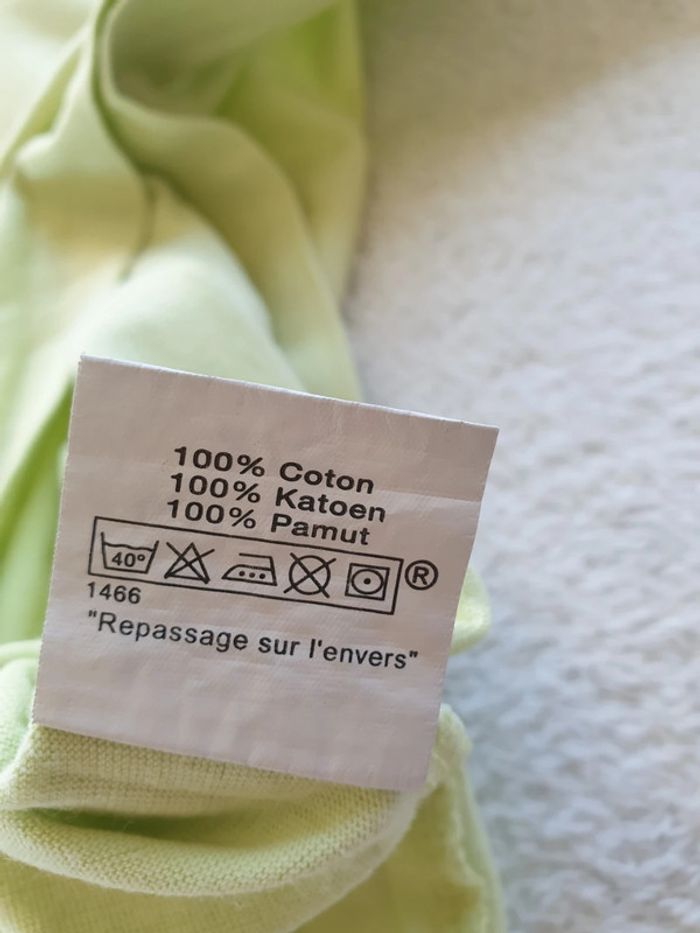 100% Coton
100% Katoen
100% Pamut
40° ®
1466
"Repassage sur l'envers"